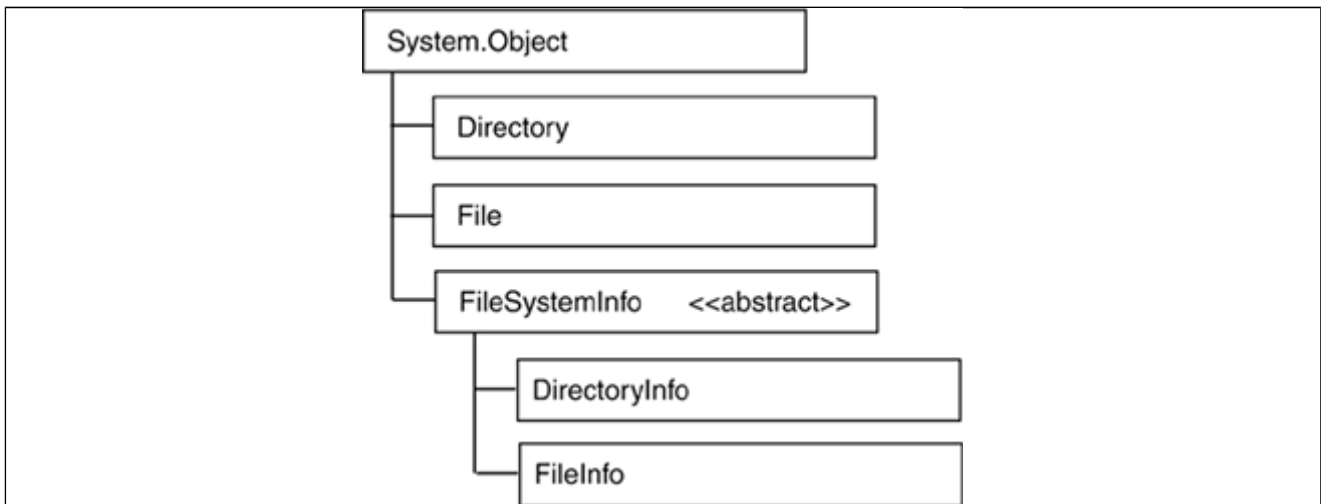 System.Object
Directory
File
FileSystemInfo <<abstract>>
DirectoryInfo
FileInfo